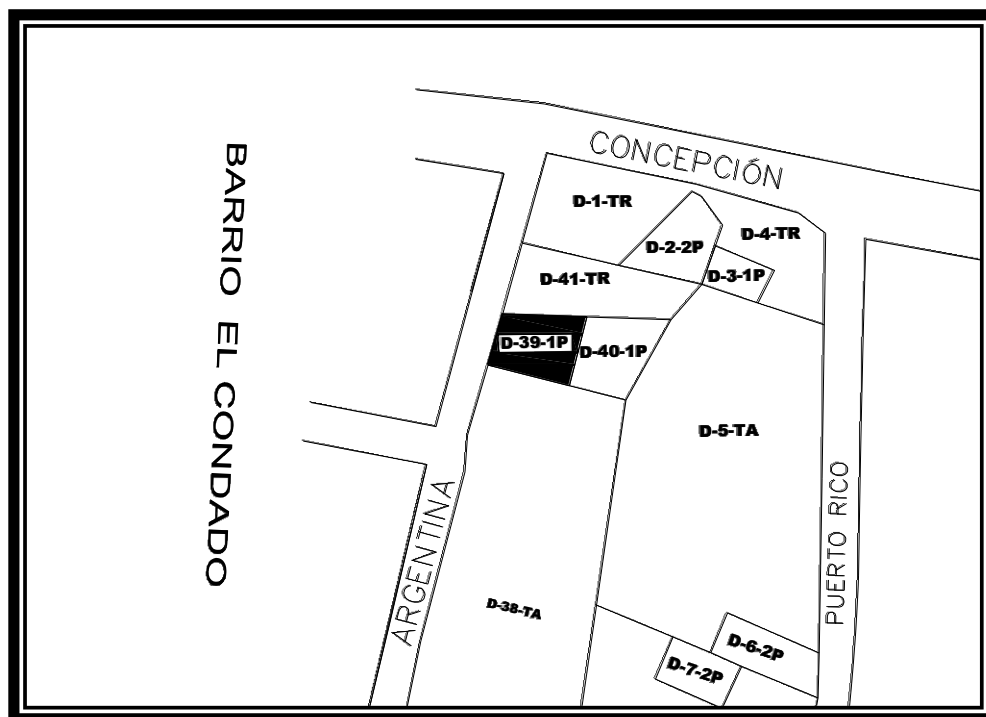 BARRIO EL CONDADO
CONCEPCIÓN
D-1-TR
D-2-2P
D-4-TR
D-3-1P
D-41-TR
D-39-1P
D-40-1P
D-5-TA
ARGENTINA
PUERTO RICO
D-38-TA
D-6-2P
D-7-2P